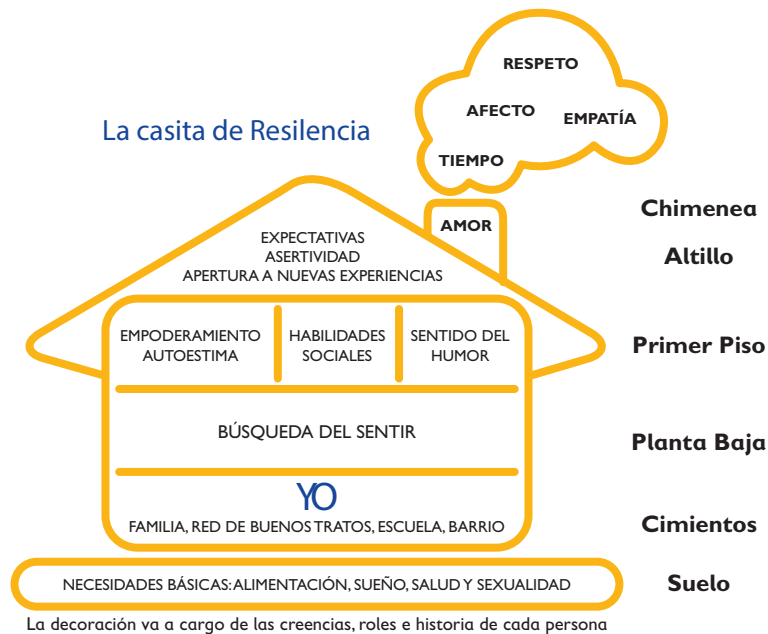 RESPETO
AFECTO
EMPATÍA
TIEMPO
La casita de Resilencia
AMOR
Chimenea
EXPECTATIVAS
ASERTIVIDAD
APERTURA A NUEVAS EXPERIENCIAS
Altillo
EMPODERAMIENTO
AUTOESTIMA
HABILIDADES
SOCIALES
SENTIDO DEL
HUMOR
Primer Piso
BÚSQUEDA DEL SENTIR
Planta Baja
YO
FAMILIA, RED DE BUENOS TRATOS, ESCUELA, BARRIO
Cimientos
NECESIDADES BÁSICAS: ALIMENTACIÓN, SUEÑO, SALUD Y SEXUALIDAD
Suelo
La decoración va a cargo de las creencias, roles e historia de cada persona